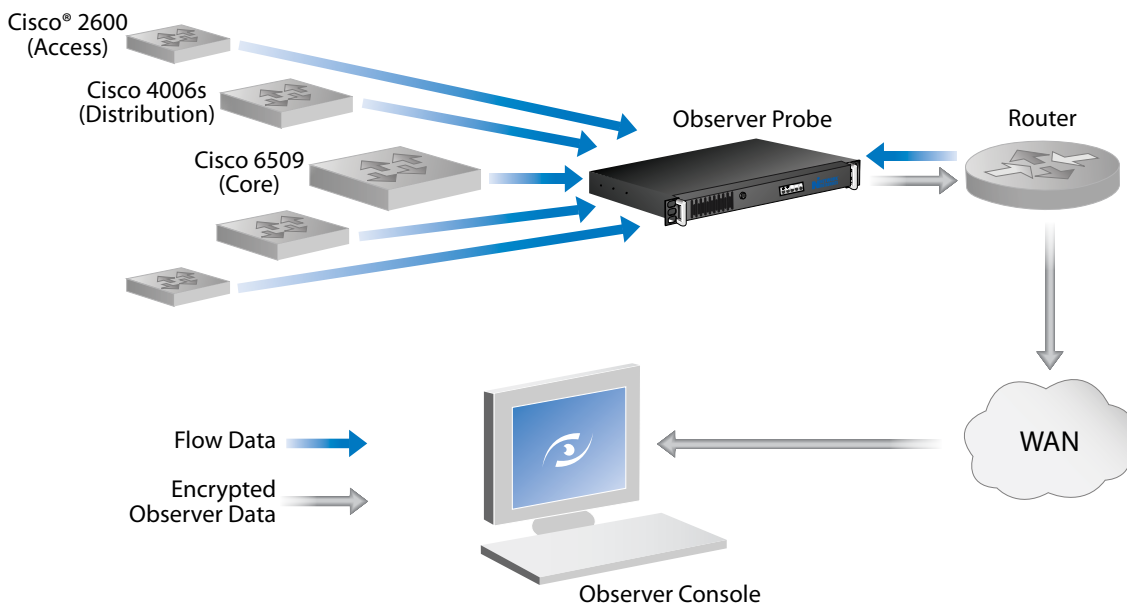 Cisco® 2600
(Access)
Cisco 4006s
(Distribution)
Cisco 6509
(Core)
Observer Probe
Router
Flow Data
Encrypted
Observer Data
WAN
Observer Console